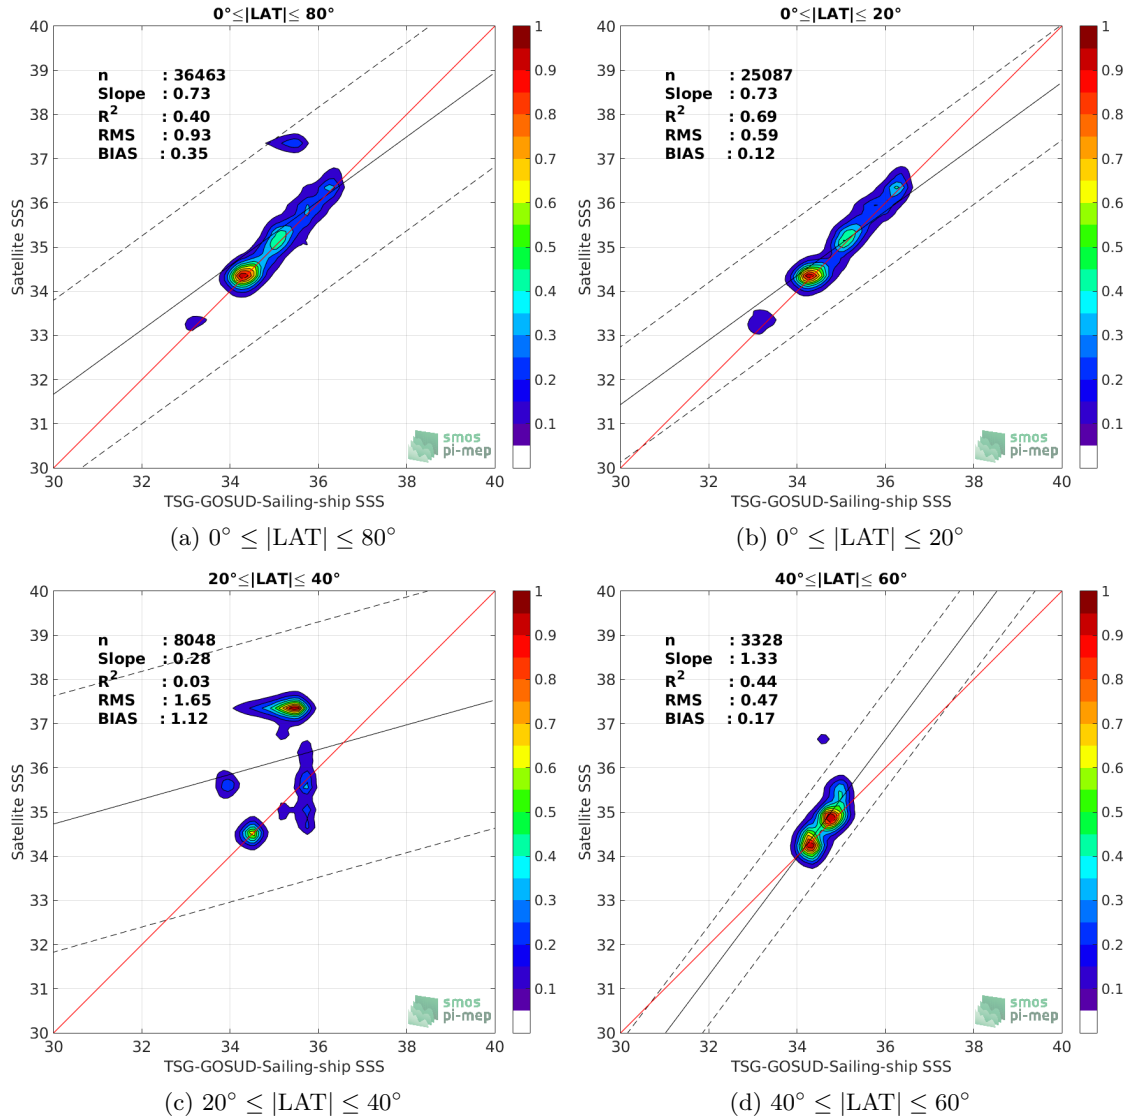 0°≤|LAT|≤ 80°
n : 36463
Slope : 0.73
R2 : 0.40
RMS : 0.93
BIAS : 0.35
Satellite SSS
40
39
38
37
36
35
34
33
32
31
30
30 32 34 36 38 40
TSG-GOSUD-Sailing-ship SSS
1
0.9
0.8
0.7
0.6
0.5
0.4
0.3
0.2
0.1
smos
pi-mep
(a) 0° ≤ |LAT| ≤ 80°
0°≤|LAT|≤ 20°
n : 25087
Slope : 0.73
R2 : 0.69
RMS : 0.59
BIAS : 0.12
Satellite SSS
40
39
38
37
36
35
34
33
32
31
30
30 32 34 36 38 40
TSG-GOSUD-Sailing-ship SSS
1
0.9
0.8
0.7
0.6
0.5
0.4
0.3
0.2
0.1
smos
pi-mep
(b) 0° ≤ |LAT| ≤ 20°
20°≤|LAT|≤ 40°
n : 8048
Slope : 0.28
R2 : 0.03
RMS : 1.65
BIAS : 1.12
Satellite SSS
40
39
38
37
36
35
34
33
32
31
30
30 32 34 36 38 40
TSG-GOSUD-Sailing-ship SSS
1
0.9
0.8
0.7
0.6
0.5
0.4
0.3
0.2
0.1
smos
pi-mep
(c) 20° ≤ |LAT| ≤ 40°
40°≤|LAT|≤ 60°
n : 3328
Slope : 1.33
R2 : 0.44
RMS : 0.47
BIAS : 0.17
Satellite SSS
40
39
38
37
36
35
34
33
32
31
30
30 32 34 36 38 40
TSG-GOSUD-Sailing-ship SSS
1
0.9
0.8
0.7
0.6
0.5
0.4
0.3
0.2
0.1
smos
pi-mep
(d) 40° ≤ |LAT| ≤ 60°